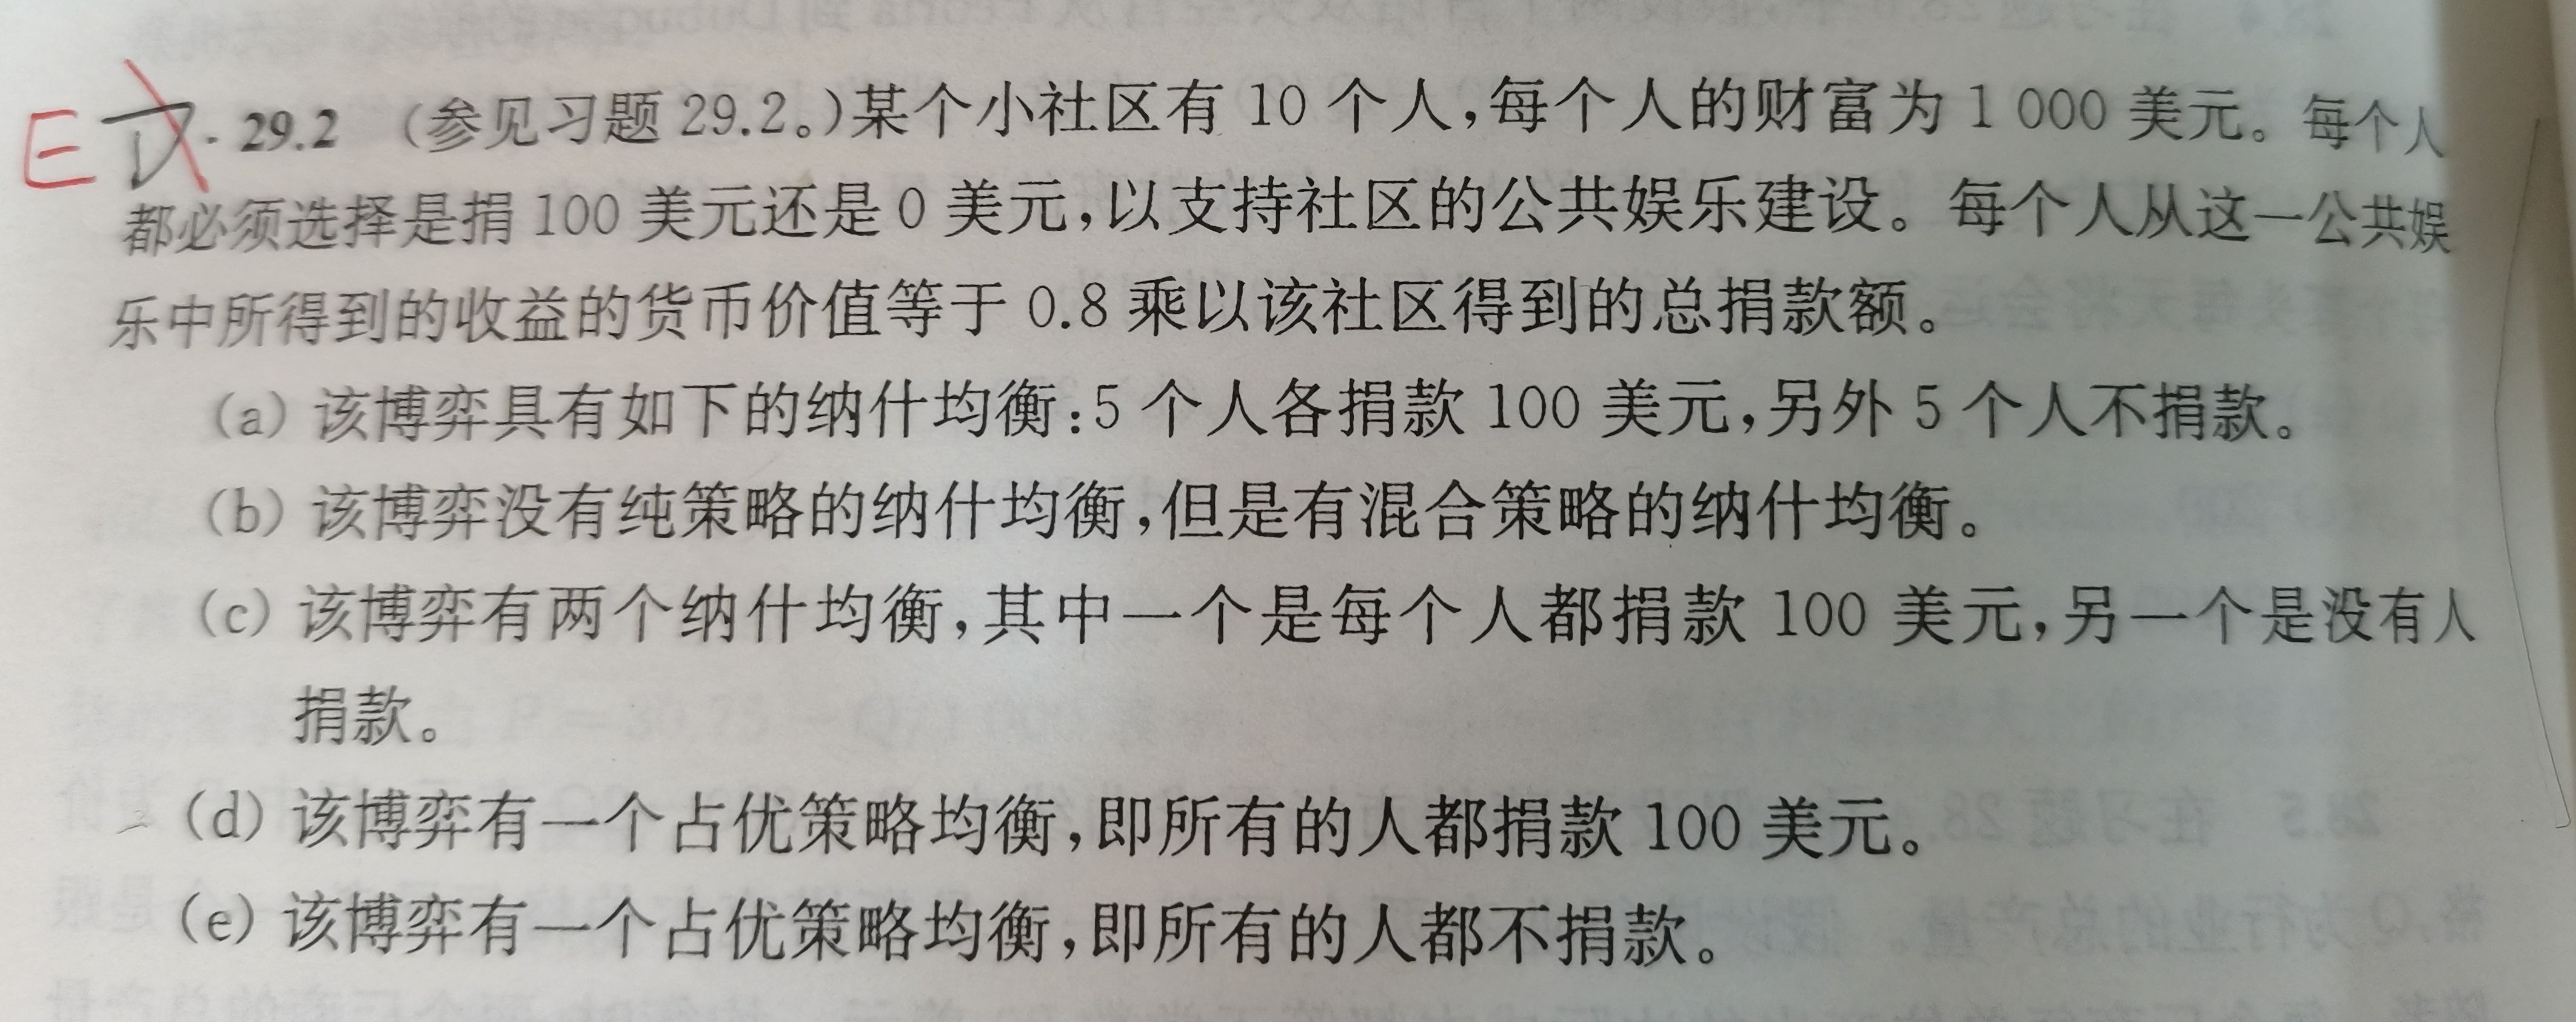 E D. 29.2 (参见习题 29.2。)某个小社区有 10 个人,每个人的财富为 1 000 美元。每个人
都必须选择是捐 100 美元还是 0 美元,以支持社区的公共娱乐建设。每个人从这一公共娱
乐中所得到的收益的货币价值等于 0.8 乘以该社区得到的总捐款额。
(a) 该博弈具有如下的纳什均衡:5 个人各捐款 100 美元,另外 5 个人不捐款。
(b) 该博弈没有纯策略的纳什均衡,但是有混合策略的纳什均衡。
(c) 该博弈有两个纳什均衡,其中一个是每个人都捐款 100 美元,另一个是没有人
捐款。
(d) 该博弈有一个占优策略均衡,即所有的人都捐款 100 美元。
(e) 该博弈有一个占优策略均衡,即所有的人都不捐款。